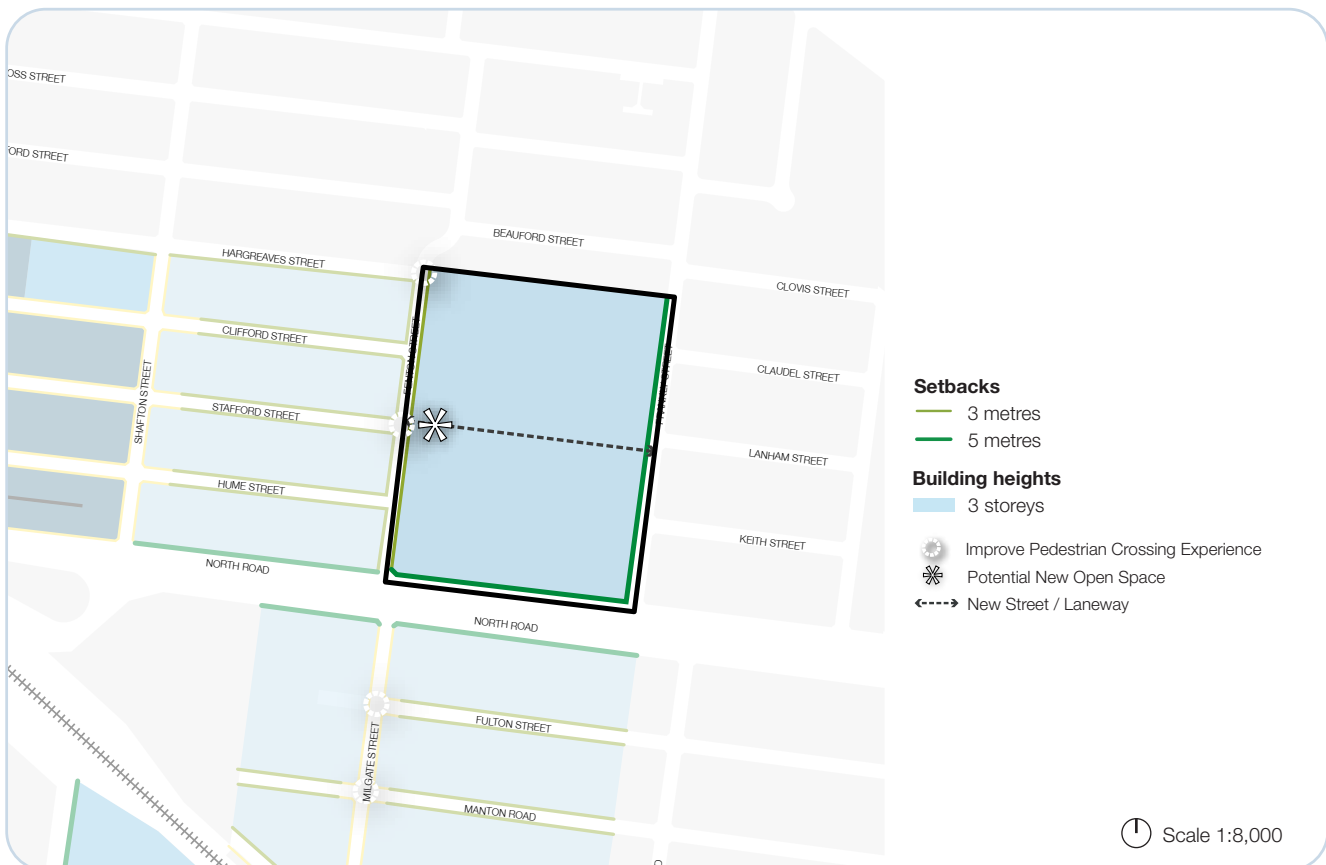 OSS STREET
FORD STREET
BEAUFORD STREET
HARGREAVES STREET
CLOVIS STREET
CLIFFORD STREET
CLAUDEL STREET
SHAFTON STREET
STAFFORD STREET
LANHAM STREET
HUME STREET
KEITH STREET
NORTH ROAD
NORTH ROAD
FULTON STREET
MILGATE STREET
MANTON ROAD
Setbacks
3 metres
5 metres
Building heights
3 storeys
Improve Pedestrian Crossing Experience
Potential New Open Space
New Street / Laneway
Scale 1:8,000